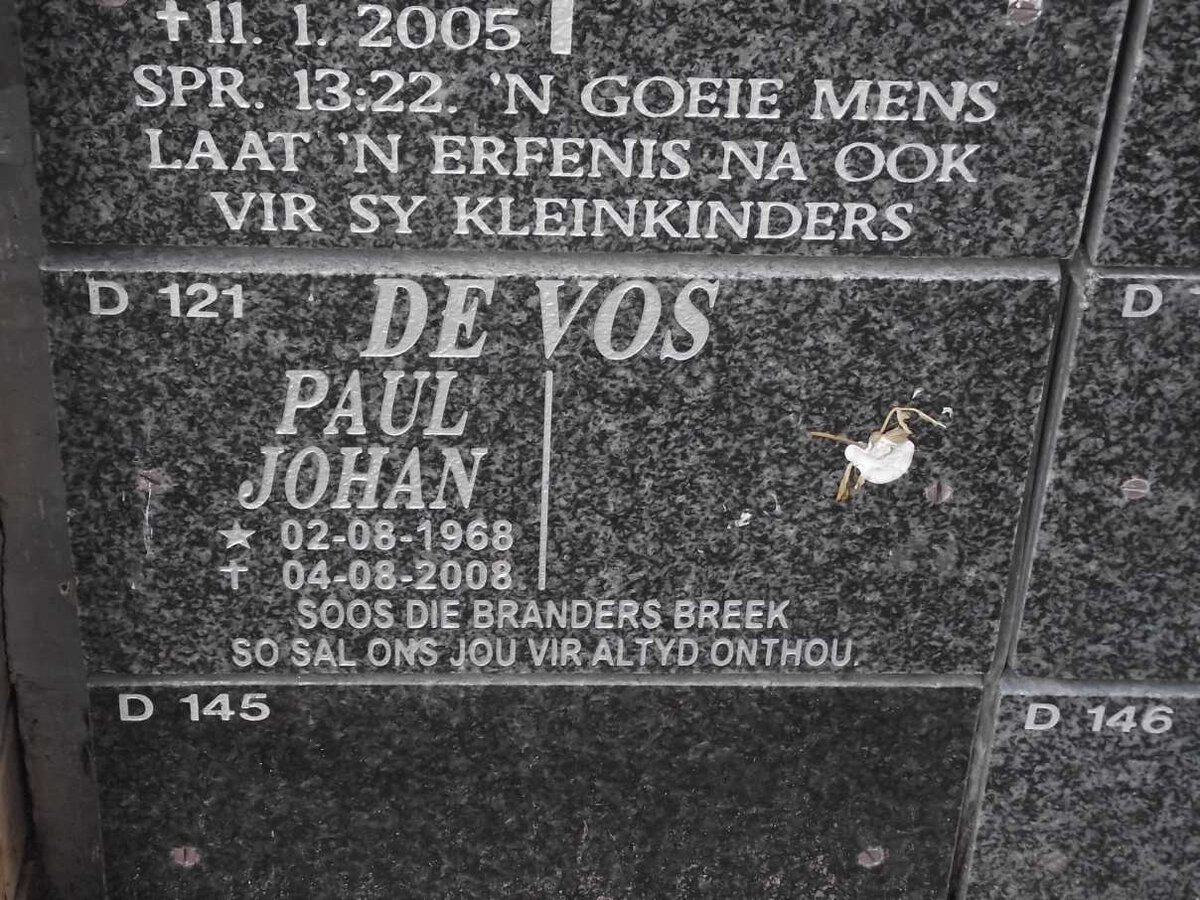 ✝ 11. 1. 2005
SPR. 13:22. 'N GOEIE MENS
LAAT 'N ERFENIS NA OOK
VIR SY KLEINKINDERS
D 121
DE VOS
PAUL
JOHAN
★ 02-08-1968
✝ 04-08-2008
SOOS DIE BRANDERS BREEK
SO SAL ONS JOU VIR ALTYD ONTHOU.
D
D 145
D 146